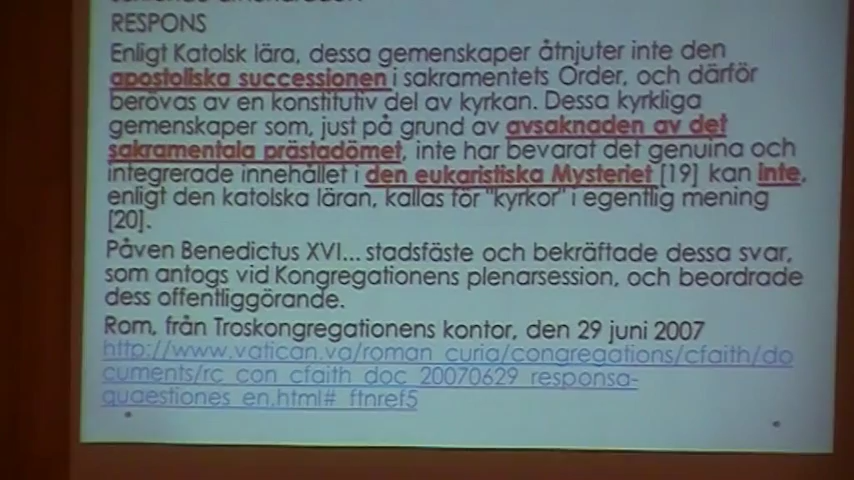 RESPONS
Enligt Katolsk lära, dessa gemenskaper åtnjuter inte den
apostoliska successionen i sakramentets Order, och därför
berövas av en konstitutiv del av kyrkan. Dessa kyrkliga
gemenskaper som, just på grund av avsaknaden av det
sakramentala prästadömet, inte har bevarat det genuina och
integrerade innehållet i den eukaristiska Mysteriet [19] kan inte,
enligt den katolska läran, kallas för "kyrkor" i egentlig mening
[20].
Påven Benedictus XVI... stadsfäste och bekräftade dessa svar,
som antogs vid Kongregationens plenarsession, och beordrade
dess offentliggörande.
Rom, från Troskongregationens kontor, den 29 juni 2007
http://www.vatican.va/roman_curia/congregations/cfaith/do
cuments/rc_con_cfaith_doc_20070629_responsa-
quaestiones_en.html#_ftnref5